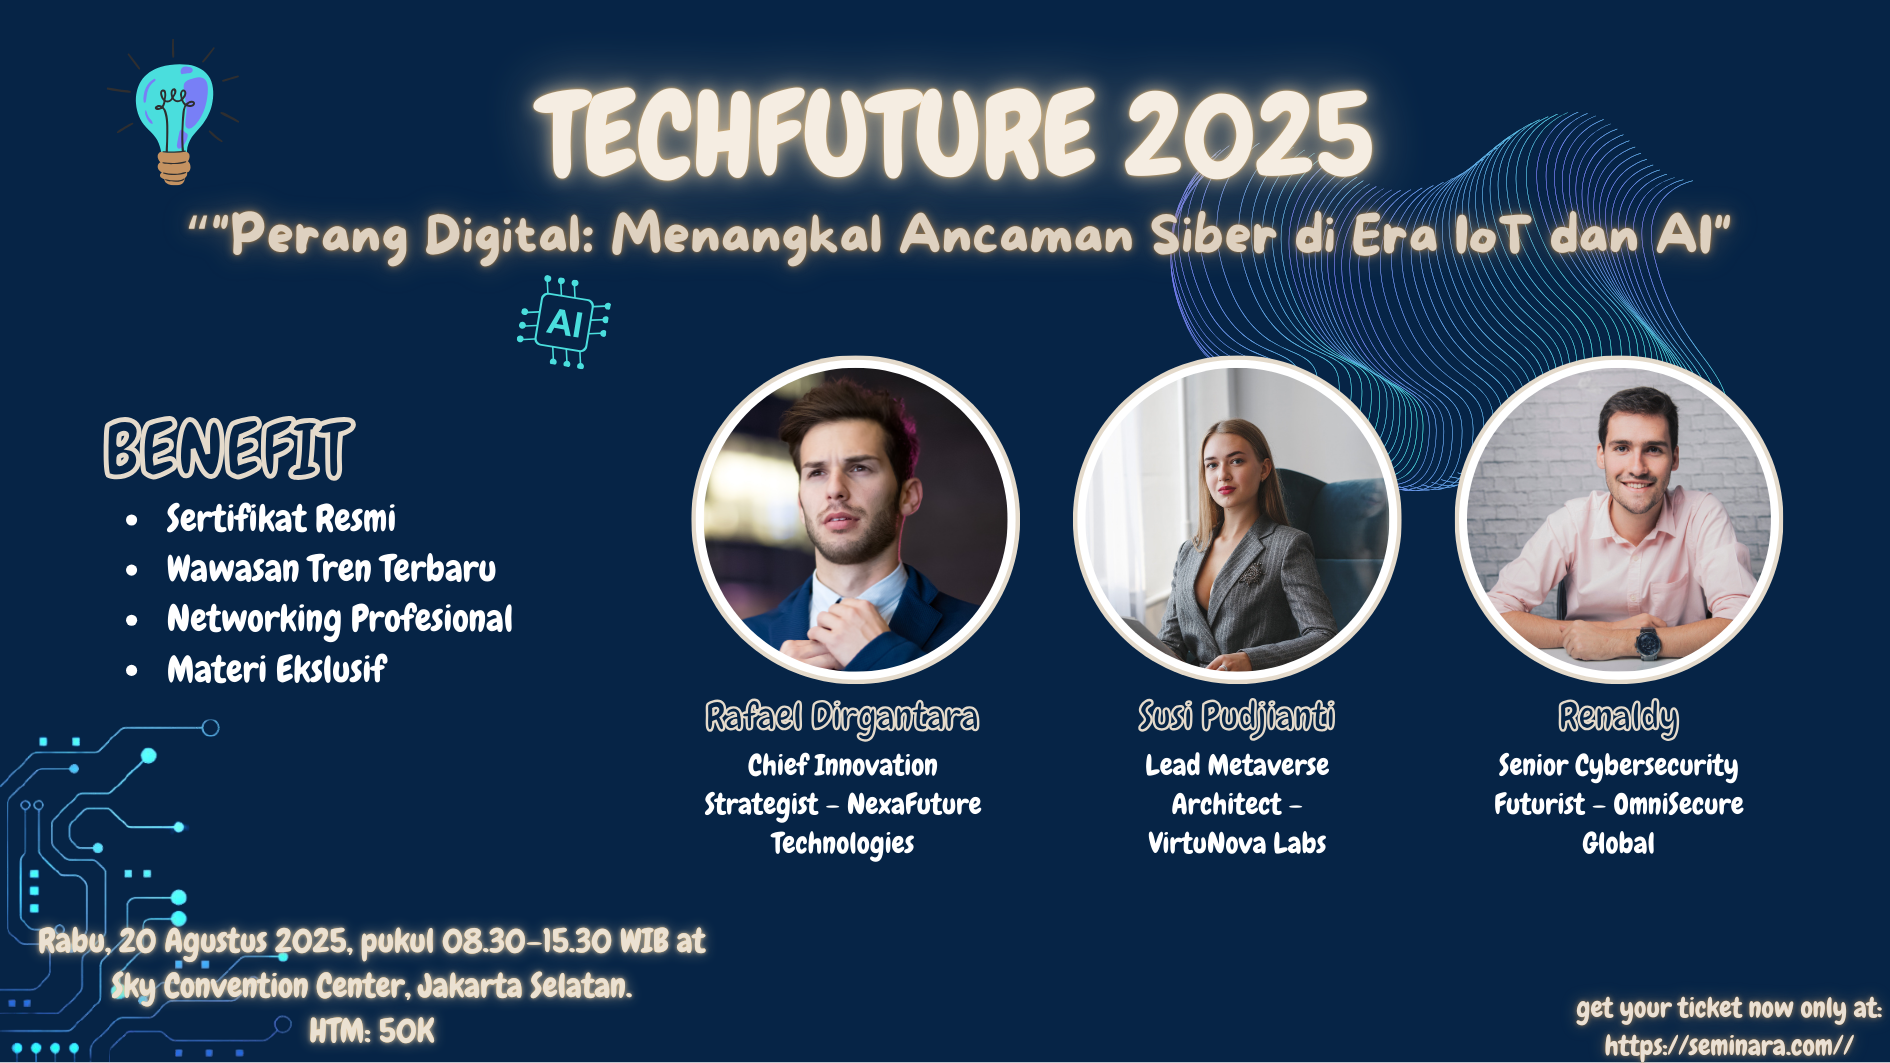 TECHFUTURE 2025
“"Perang Digital: Menangkal Ancaman Siber di Era IoT dan AI"
AI
BENEFIT
• Sertifikat Resmi
• Wawasan Tren Terbaru
• Networking Profesional
• Materi Ekslusif
Rafael Dirgantara
Chief Innovation
Strategist – NexaFuture
Technologies
Susi Pudjianti
Lead Metaverse
Architect –
VirtuNova Labs
Renaldy
Senior Cybersecurity
Futurist – OmniSecure
Global
Rabu, 20 Agustus 2025, pukul 08.30–15.30 WIB at
Sky Convention Center, Jakarta Selatan.
HTM: 50K
get your ticket now only at:
https://seminara.com//